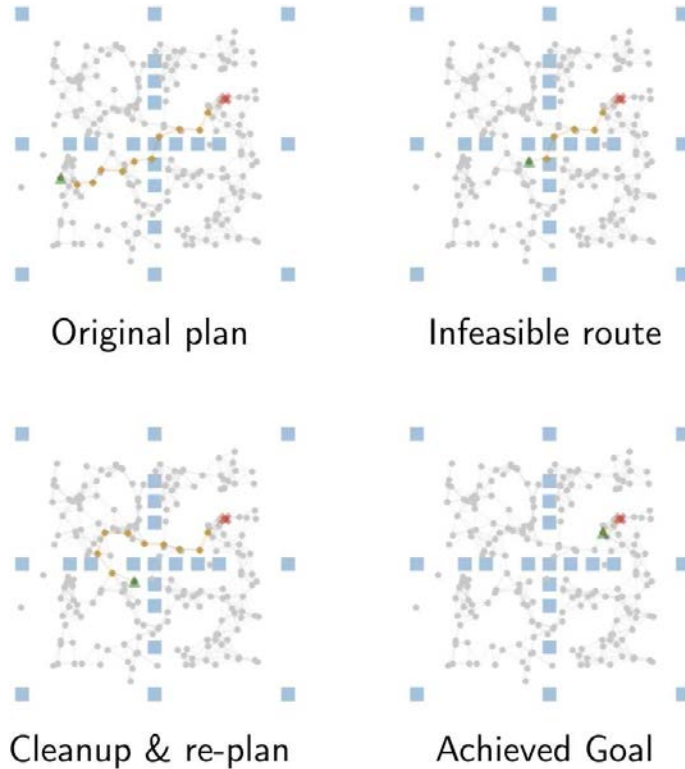 Original plan
Infeasible route
Cleanup & re-plan
Achieved Goal